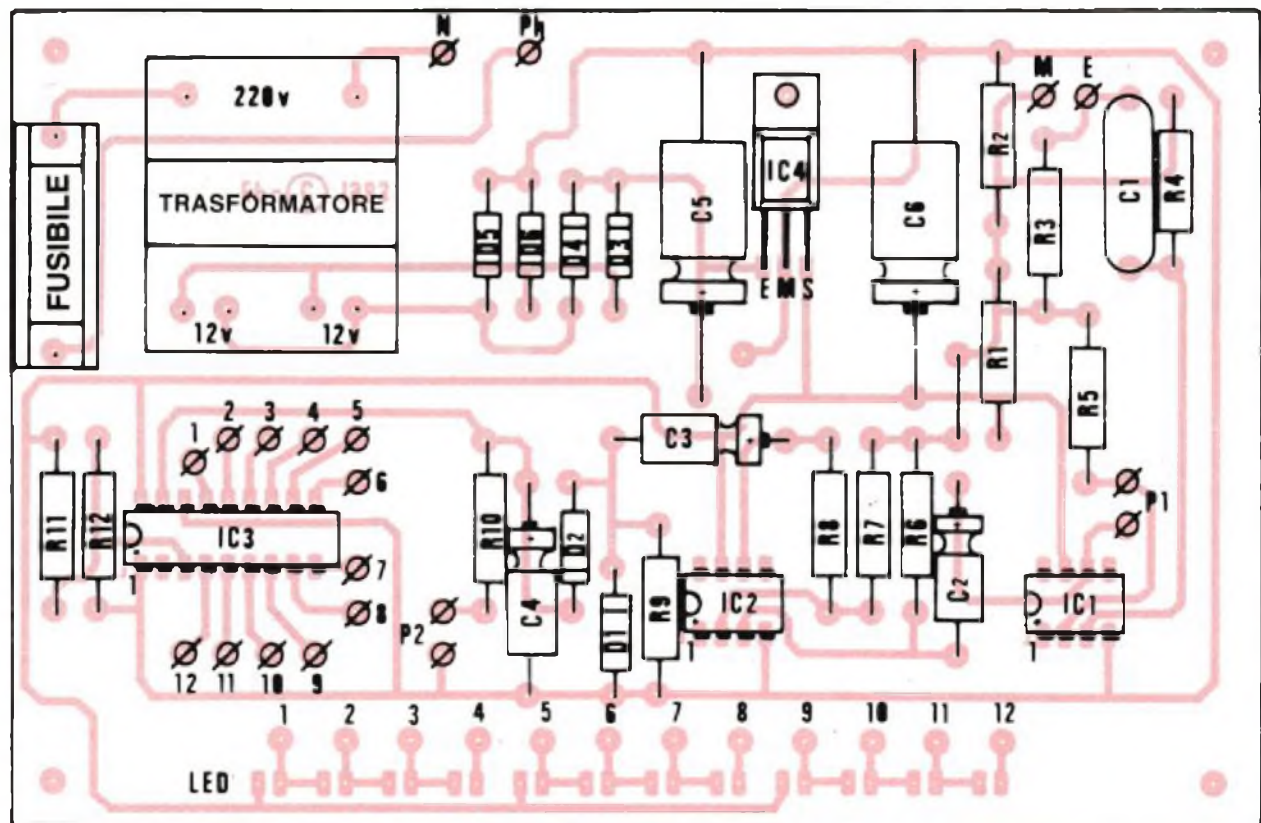 N Ph
M E
220v
FUSIBILE
TRASFORMATORE
12v 12v
D5 D6 D4 D3
C5
IC4
E M S
C6
R2
R3
C1
R4
R1
R5
1 2 3 4 5
6
R11 R12
IC3
1
7
8
12 11 10 9
P2
R10
C4
D2
C3
D1
R9
IC2
1
R8 R7 R6
C2
P1
IC1
1
1 2 3 4 5 6 7 8 9 10 11 12
LED